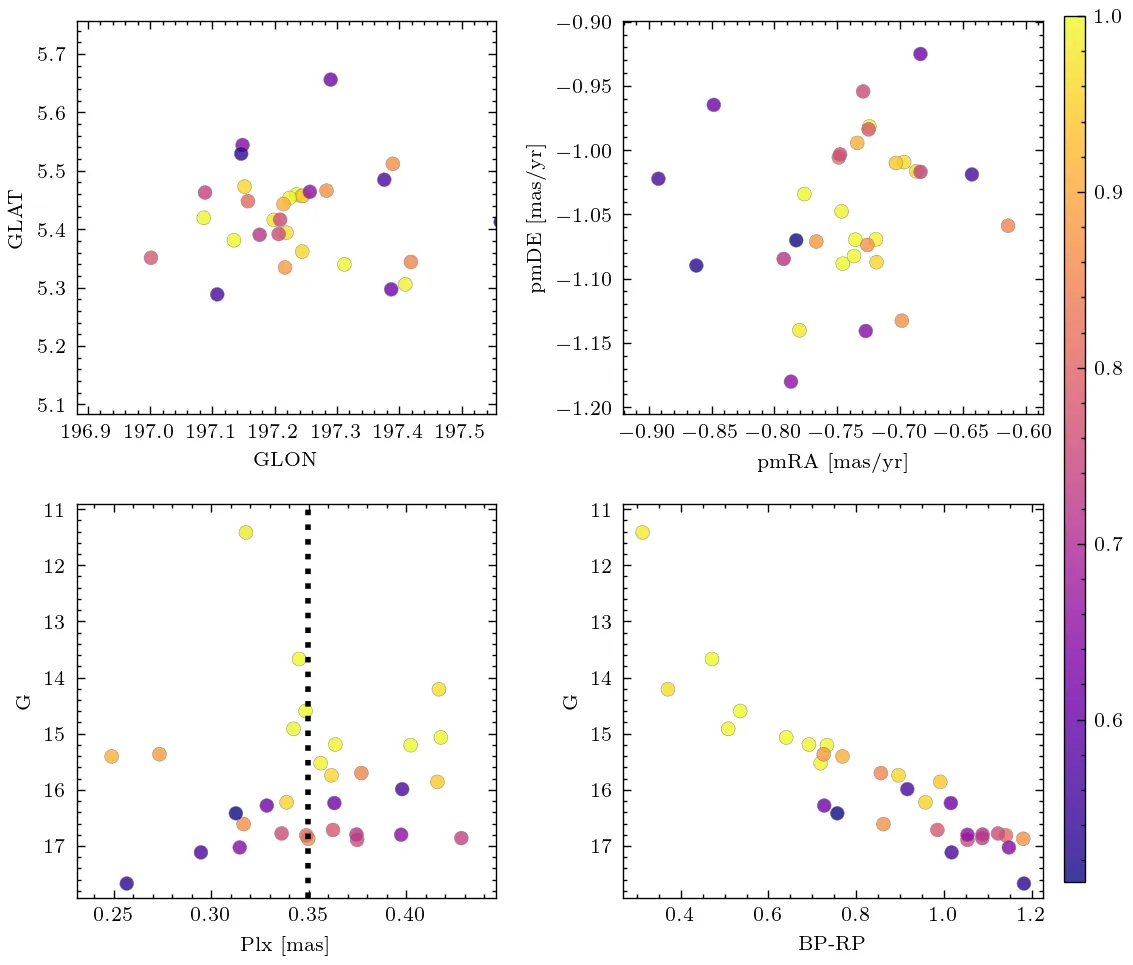 5.7
5.6
5.5
5.4
5.3
5.2
5.1
GLAT
196.9 197.0 197.1 197.2 197.3 197.4 197.5
GLON
−0.90
−0.95
−1.00
−1.05
−1.10
−1.15
−1.20
pmDE [mas/yr]
−0.90 −0.85 −0.80 −0.75 −0.70 −0.65 −0.60
pmRA [mas/yr]
11
12
13
14
15
16
17
G
0.25 0.30 0.35 0.40
Plx [mas]
11
12
13
14
15
16
17
G
0.4 0.6 0.8 1.0 1.2
BP-RP
1.0
0.9
0.8
0.7
0.6